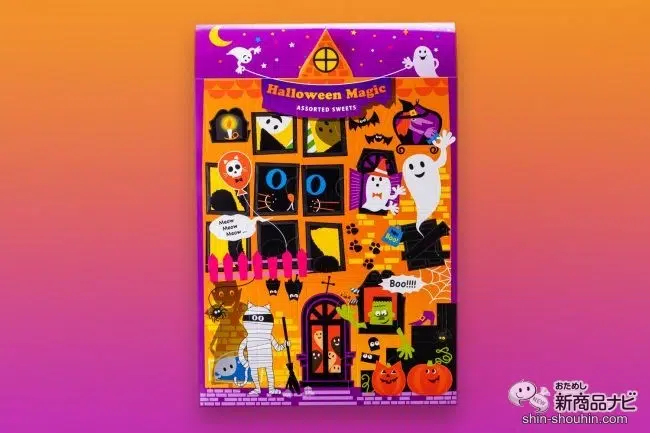 Halloween Magic
ASSORTED SWEETS
Meow
Meow
Meow...
Boo!
Boo!!!!
NEW
おためし
新商品ナビ
shin-shouhin.com